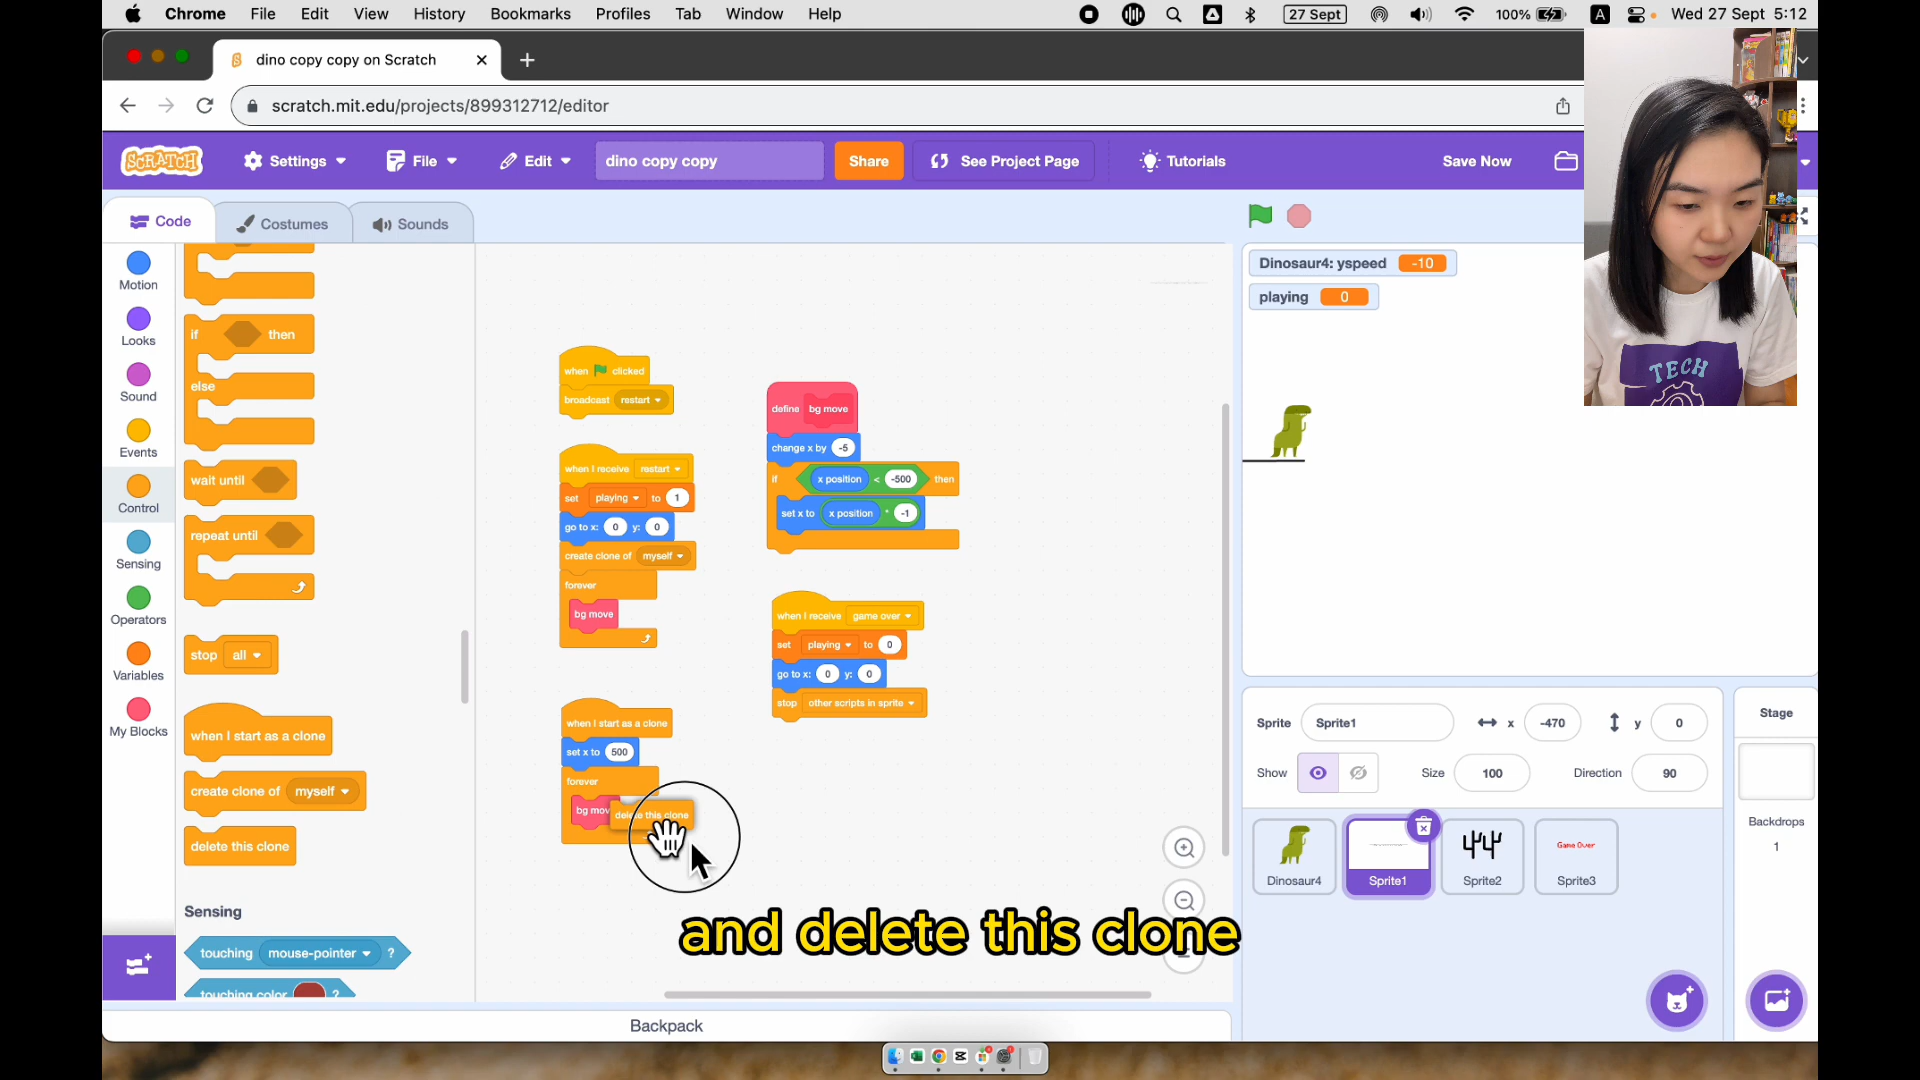 Chrome File Edit View History Bookmarks Profiles Tab Window Help
27 Sept 100% A Wed 27 Sept 5:12
dino copy copy on Scratch
scratch.mit.edu/projects/899312712/editor
SCRATCH Settings File Edit dino copy copy Share See Project Page Tutorials Save Now
Code Costumes Sounds
Motion
Looks
Sound
Events
Control
Sensing
Operators
Variables
My Blocks
if then
else
wait until
repeat until
stop all
when I start as a clone
create clone of myself
delete this clone
Sensing
touching mouse-pointer ?
touching color ?
when clicked
broadcast restart
when I receive restart
set playing to 1
go to x: 0 y: 0
create clone of myself
forever
bg move
when I start as a clone
set x to 500
forever
bg mov
delete this clone
define bg move
change x by -5
if x position < -500 then
set x to x position * -1
when I receive game over
set playing to 0
go to x: 0 y: 0
stop other scripts in sprite
and delete this clone
Backpack
Dinosaur4: yspeed -10
playing 0
TECH
Sprite Sprite1 x -470 y 0
Show Size 100 Direction 90
Dinosaur4
Sprite1
Sprite2
Game Over
Sprite3
Stage
Backdrops
1